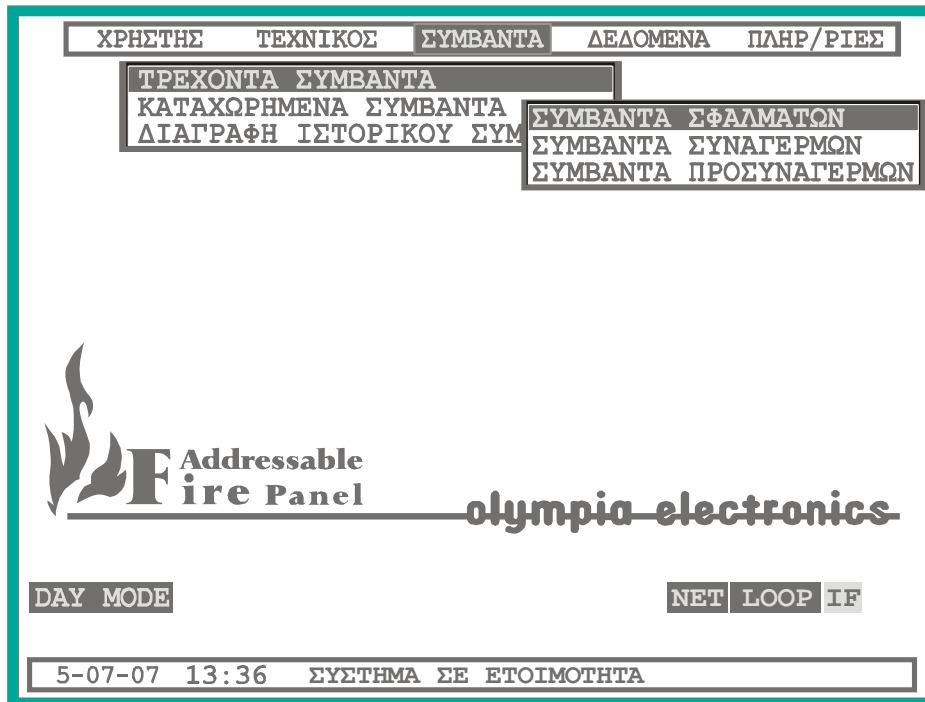 ΧΡΗΣΤΗΣ ΤΕΧΝΙΚΟΣ ΣΥΜΒΑΝΤΑ ΔΕΔΟΜΕΝΑ ΠΛΗΡ/ΡΙΕΣ
ΤΡΕΧΟΝΤΑ ΣΥΜΒΑΝΤΑ
ΚΑΤΑΧΩΡΗΜΕΝΑ ΣΥΜΒΑΝΤΑ
ΔΙΑΓΡΑΦΗ ΙΣΤΟΡΙΚΟΥ ΣΥΜ
ΣΥΜΒΑΝΤΑ ΣΦΑΛΜΑΤΩΝ
ΣΥΜΒΑΝΤΑ ΣΥΝΑΓΕΡΜΩΝ
ΣΥΜΒΑΝΤΑ ΠΡΟΣΥΝΑΓΕΡΜΩΝ
Addressable
Fire Panel
olympia electronics
DAY MODE NET LOOP IF
5-07-07 13:36 ΣΥΣΤΗΜΑ ΣΕ ΕΤΟΙΜΟΤΗΤΑ